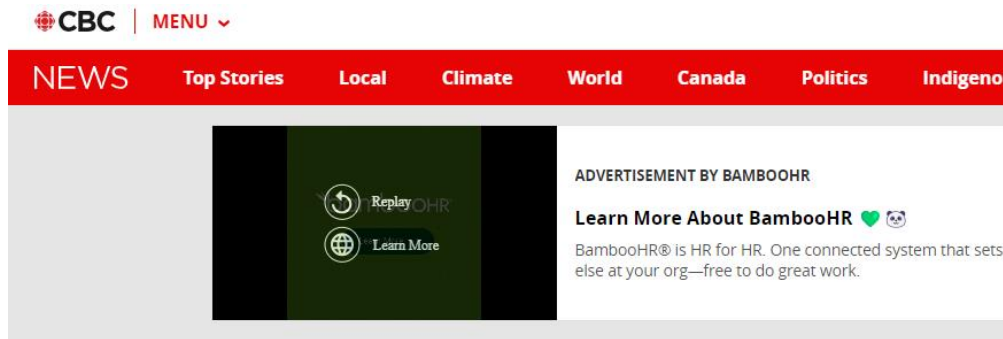 CBC MENU
NEWS Top Stories Local Climate World Canada Politics Indigeno
ADVERTISEMENT BY BAMBOOHR
Replay
bambooHR
Learn More About BambooHR 💚 🐼
Learn More
BambooHR® is HR for HR. One connected system that sets
else at your org—free to do great work.